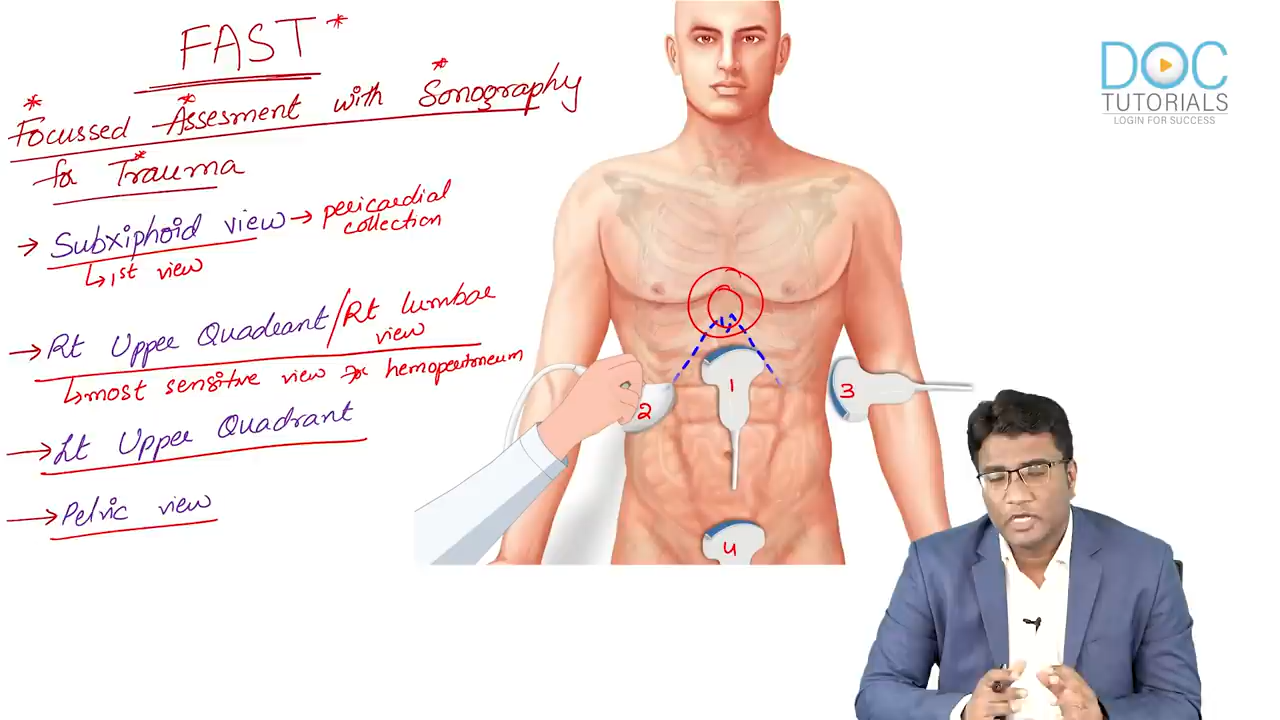 FAST*
Focussed Assesment with Sonography
for Trauma
→ Subxiphoid view → pericardial
collection
↳ 1st view
→ Rt Upper Quadrant / Rt lumbar
view
↳ most sensitive view for hemoperitoneum
→ Lt Upper Quadrant
→ Pelvic view
1
2
3
4
DOC
TUTORIALS
LOGIN FOR SUCCESS